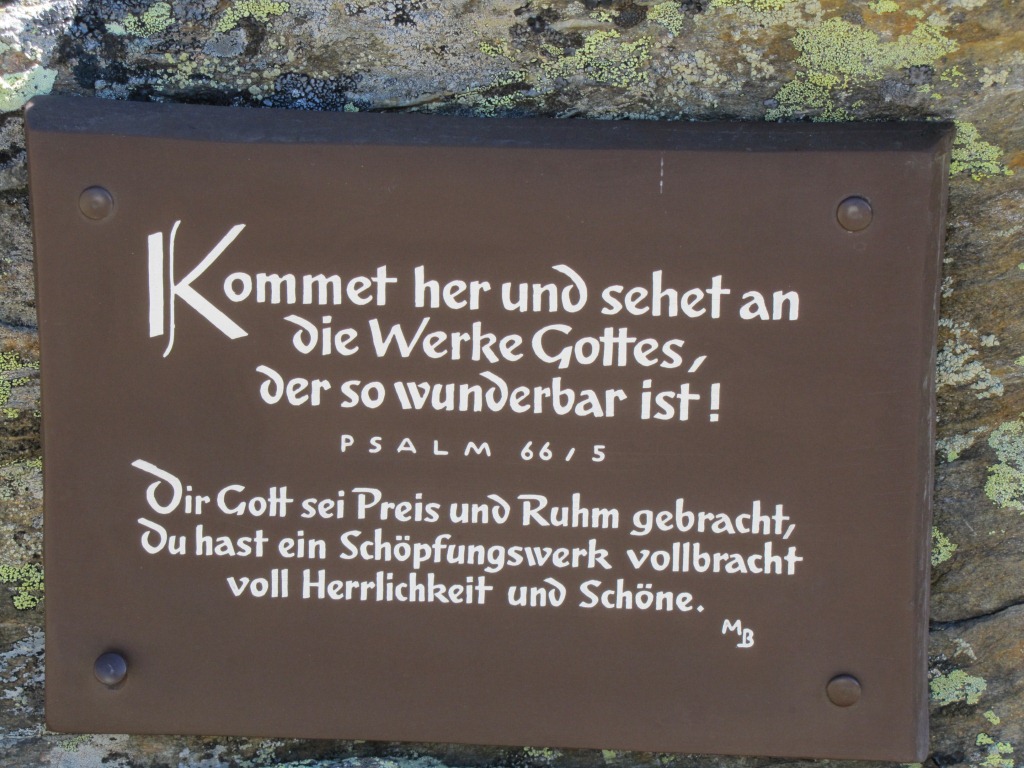 Kommet her und sehet an
die Werke Gottes,
der so wunderbar ist!
PSALM 66/5
Dir Gott sei Preis und Ruhm gebracht,
Du hast ein Schöpfungswerk vollbracht
voll Herrlichkeit und Schöne.
MB